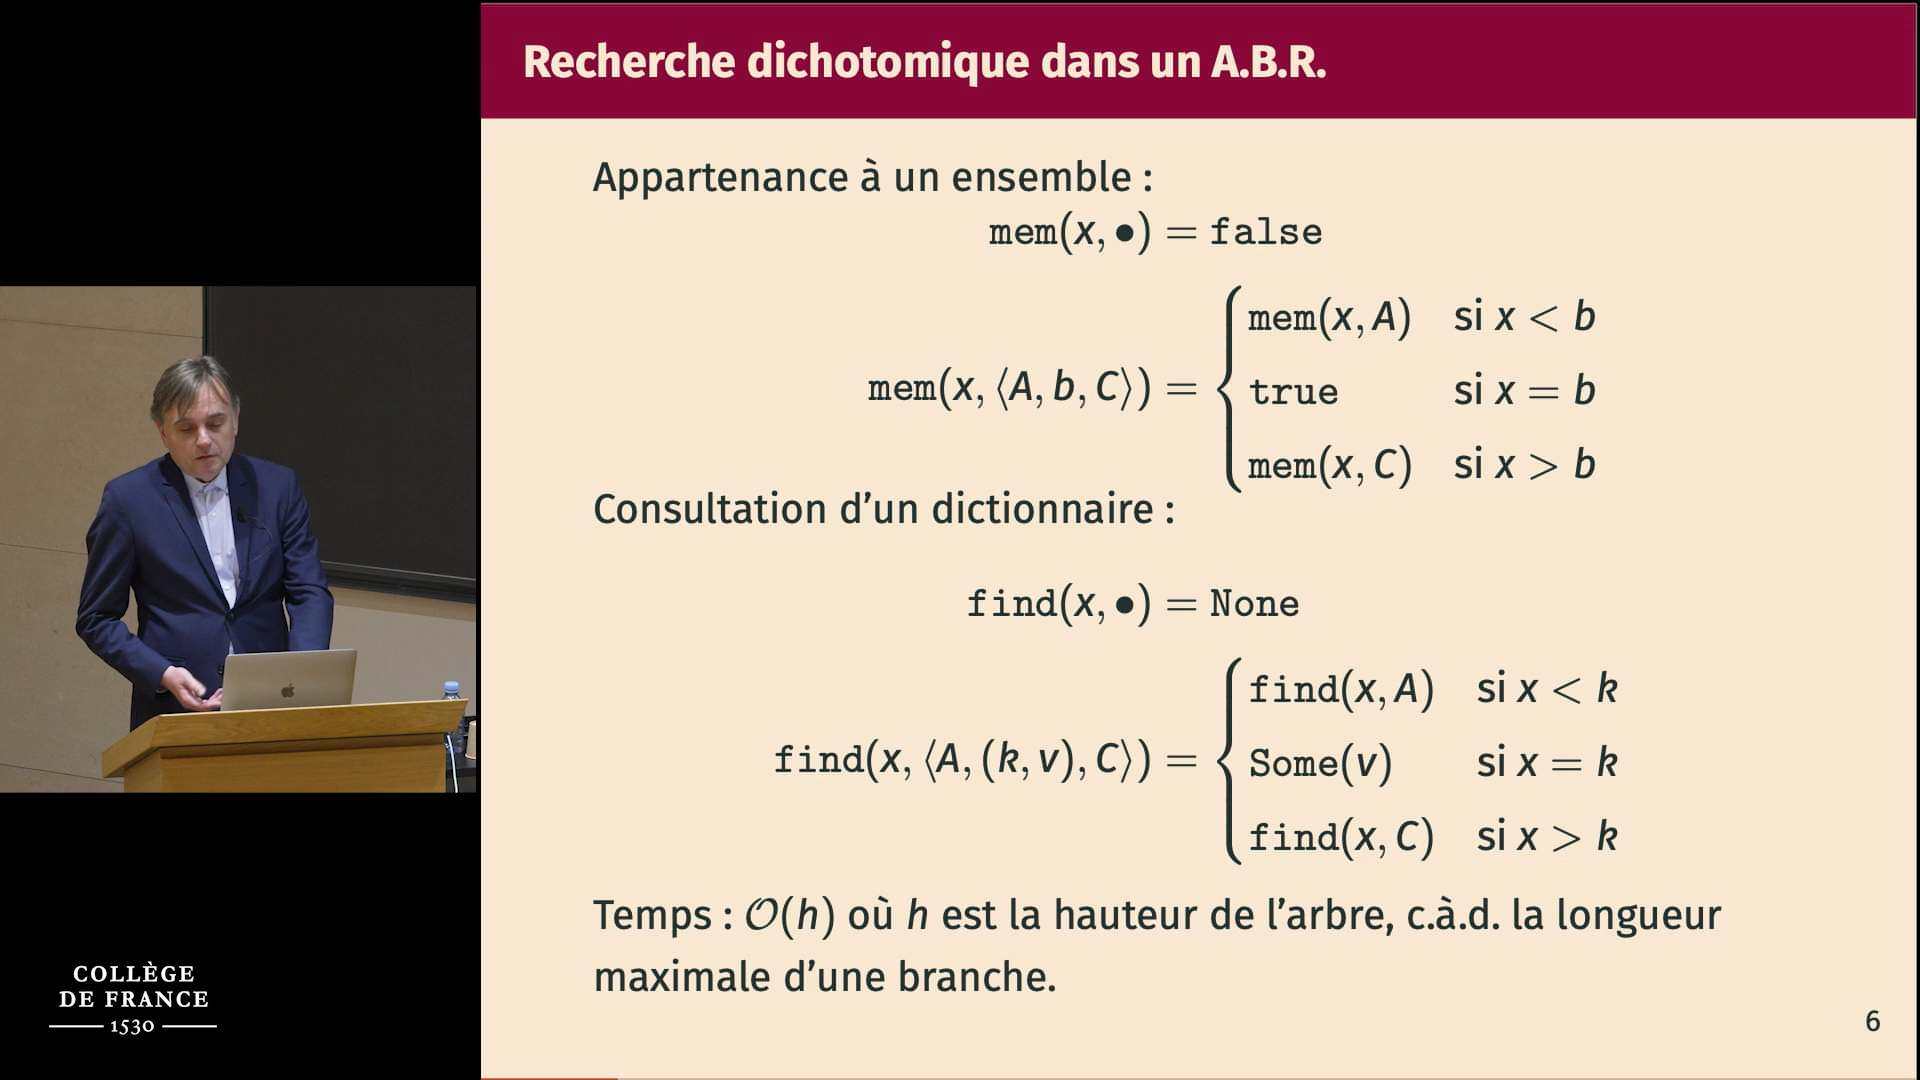 Recherche dichotomique dans un A.B.R.
Appartenance à un ensemble :
mem(x, •) = false
mem(x, ⟨A, b, C⟩) = { mem(x, A) si x < b
true si x = b
mem(x, C) si x > b
Consultation d’un dictionnaire :
find(x, •) = None
find(x, ⟨A, (k, v), C⟩) = { find(x, A) si x < k
Some(v) si x = k
find(x, C) si x > k
Temps : O(h) où h est la hauteur de l’arbre, c.à.d. la longueur
maximale d’une branche.
6
COLLÈGE
DE FRANCE
1530